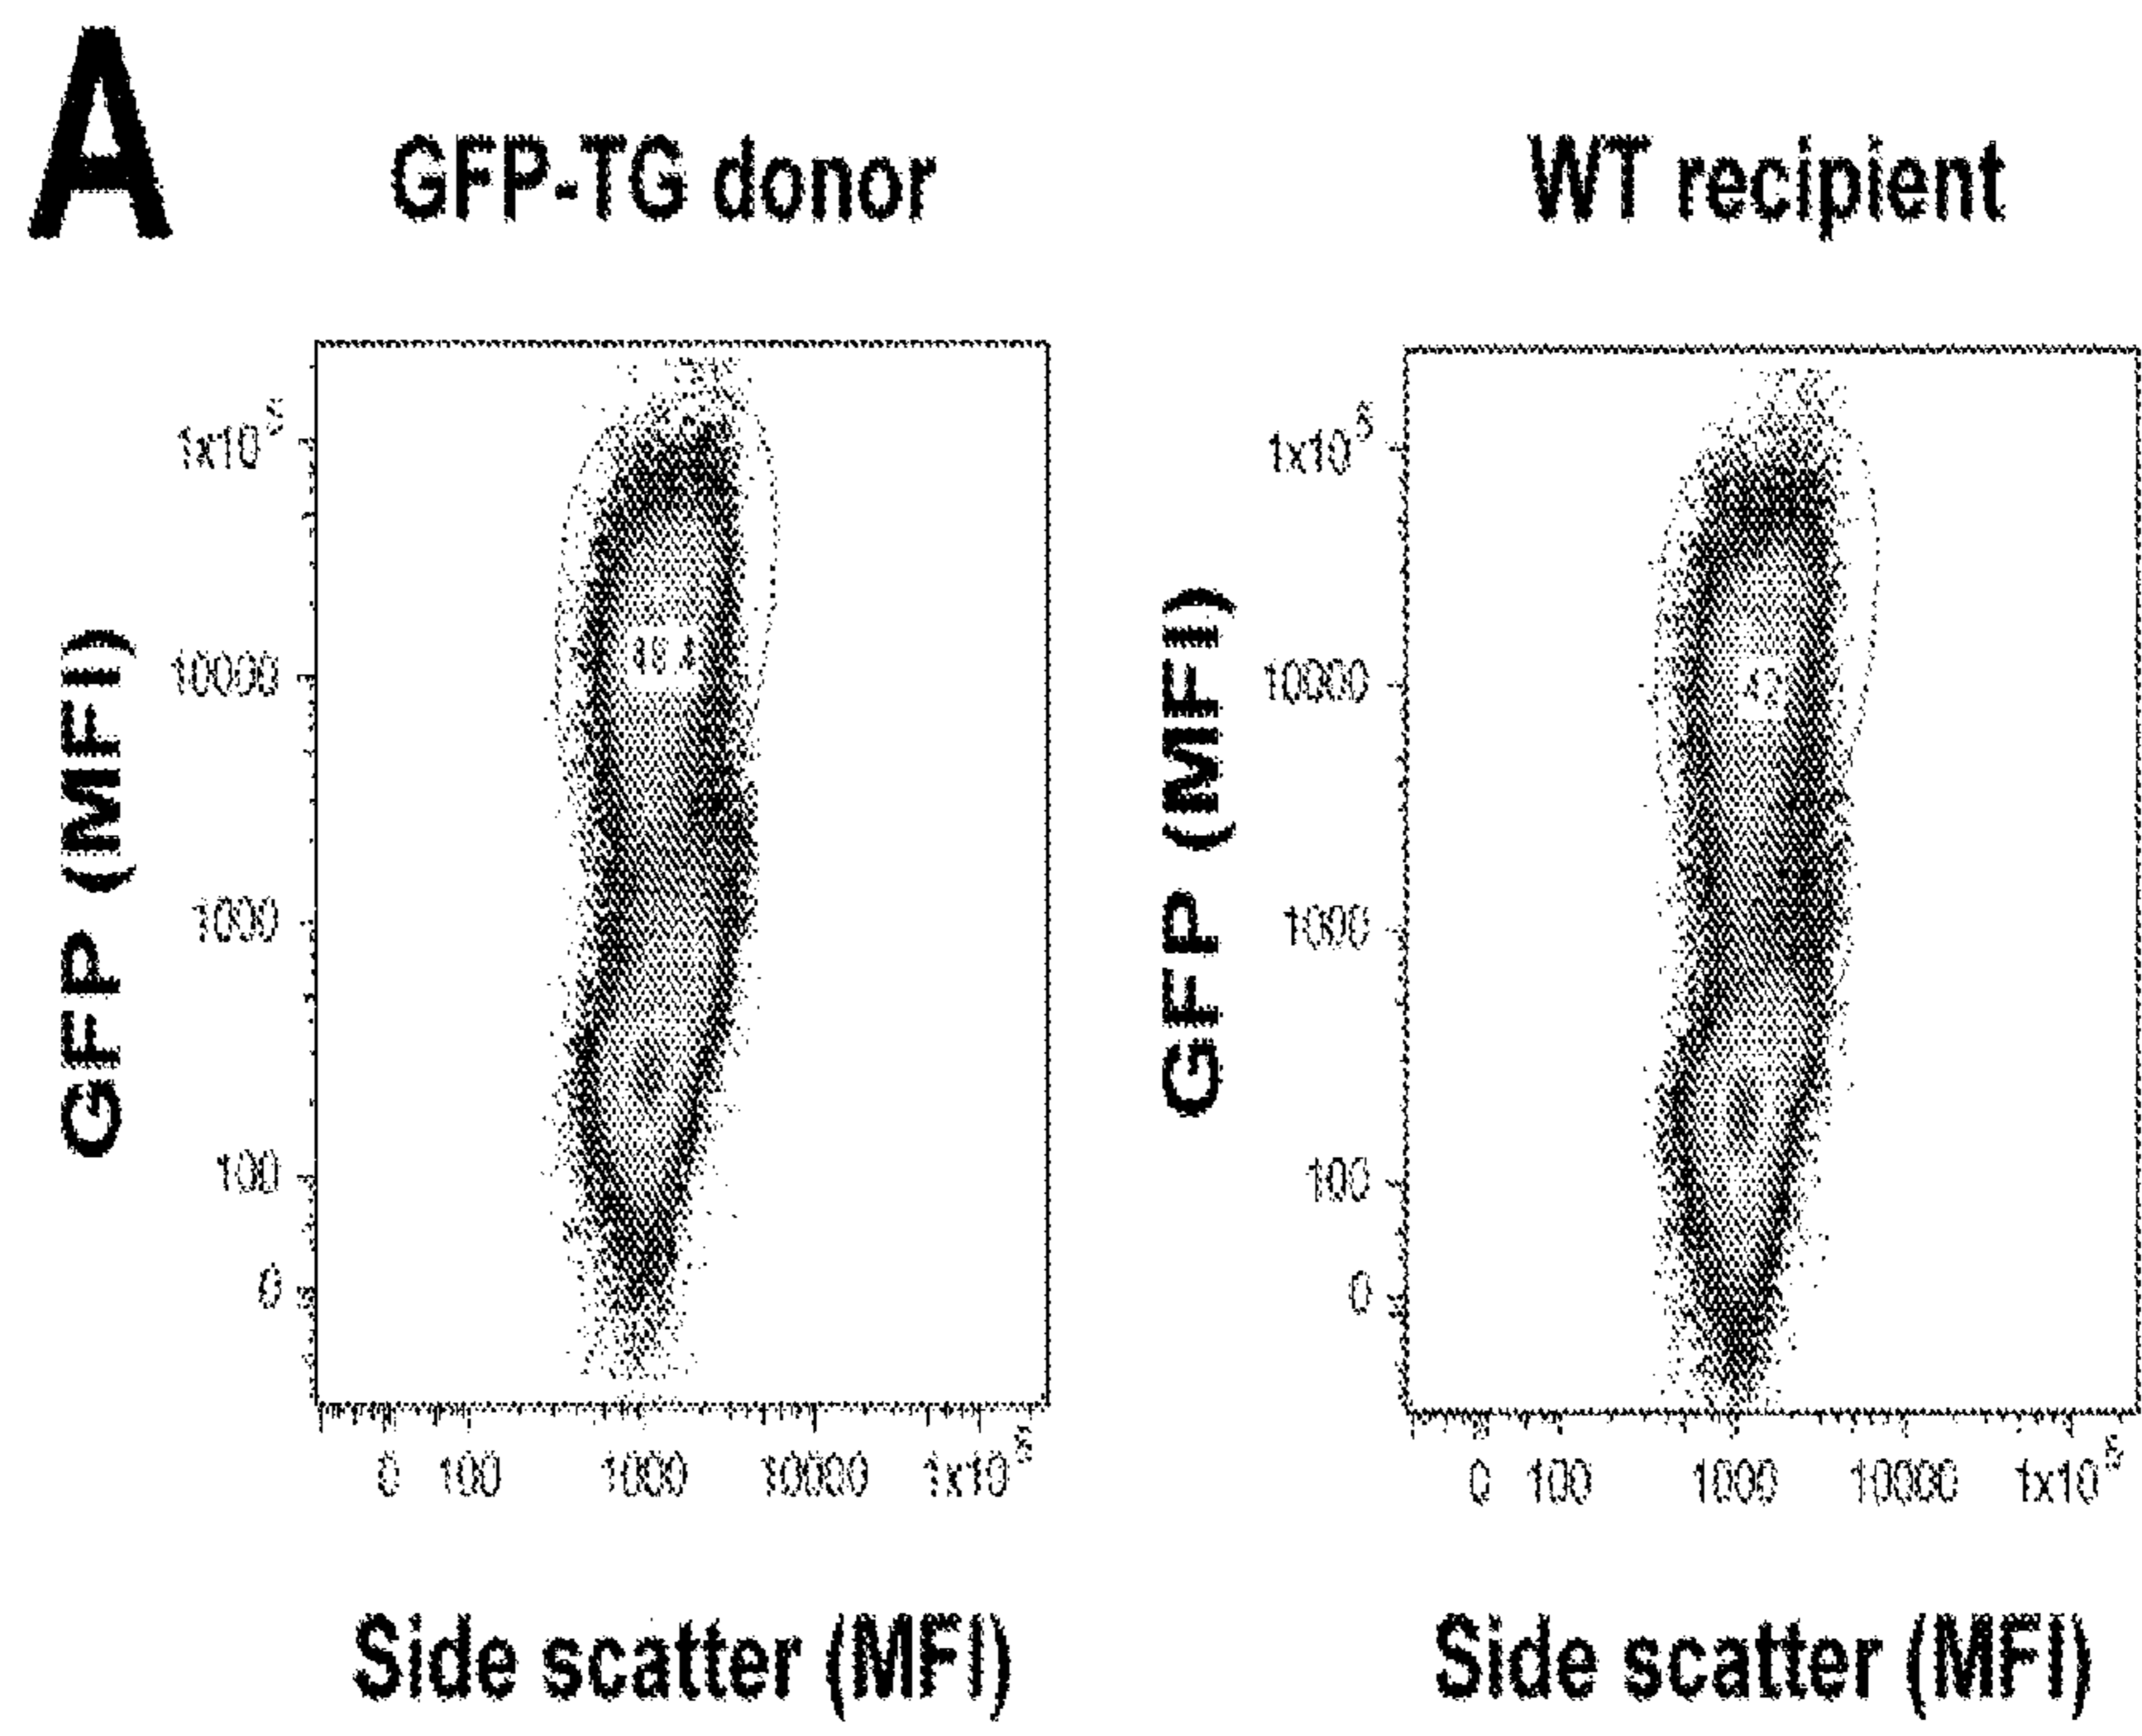 A
GFP-TG donor
WT recipient
GFP (MFI)
1x10^5
10000
1000
100
0
0 100 1000 10000 1x10^5
Side scatter (MFI)
GFP (MFI)
1x10^5
10000
42
1000
100
0
0 100 1000 10000 1x10^5
Side scatter (MFI)